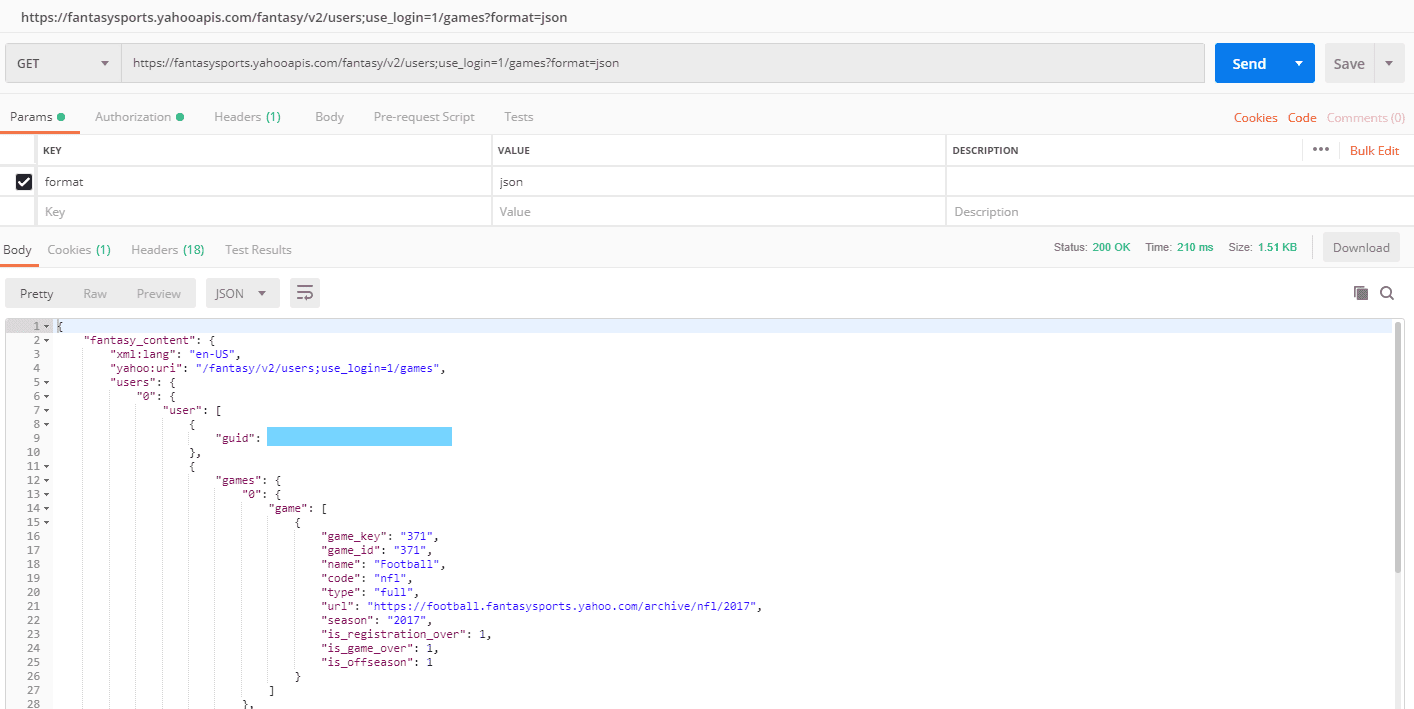 https://fantasysports.yahooapis.com/fantasy/v2/users;use_login=1/games?format=json
GET https://fantasysports.yahooapis.com/fantasy/v2/users;use_login=1/games?format=json Send Save
Params Authorization Headers (1) Body Pre-request Script Tests Cookies Code Comments (0)
KEY VALUE DESCRIPTION ••• Bulk Edit
format json
Key Value Description
Body Cookies (1) Headers (18) Test Results Status: 200 OK Time: 210 ms Size: 1.51 KB Download
Pretty Raw Preview JSON
1 {
2 "fantasy_content": {
3 "xml:lang": "en-US",
4 "yahoo:uri": "/fantasy/v2/users;use_login=1/games",
5 "users": {
6 "0": {
7 "user": [
8 {
9 "guid":
10 },
11 {
12 "games": {
13 "0": {
14 "game": [
15 {
16 "game_key": "371",
17 "game_id": "371",
18 "name": "Football",
19 "code": "nfl",
20 "type": "full",
21 "url": "https://football.fantasysports.yahoo.com/archive/nfl/2017",
22 "season": "2017",
23 "is_registration_over": 1,
24 "is_game_over": 1,
25 "is_offseason": 1
26 }
27 ]
28 },